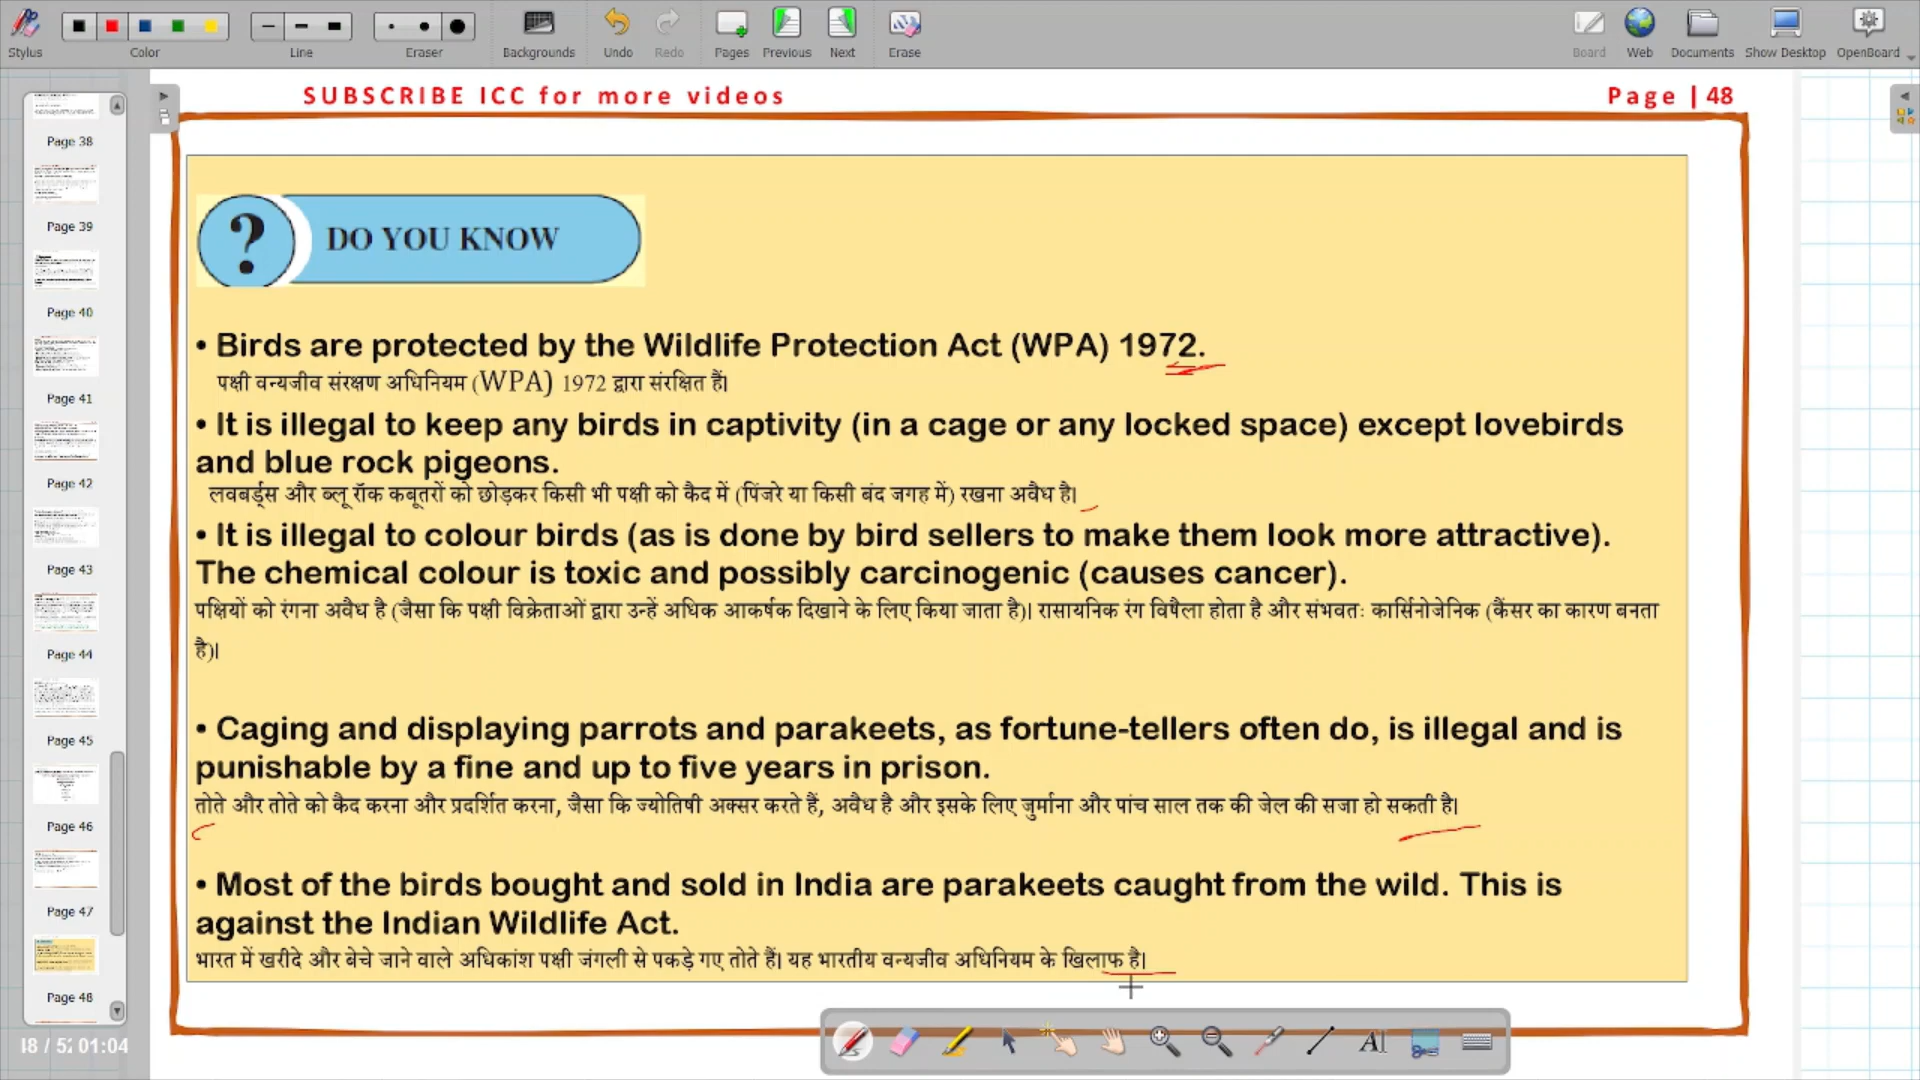 Stylus
Color
Line
Eraser
Backgrounds
Undo
Redo
Pages
Previous
Next
Erase
Board
Web
Documents
Show Desktop
OpenBoard
SUBSCRIBE ICC for more videos
Page | 48
? DO YOU KNOW
• Birds are protected by the Wildlife Protection Act (WPA) 1972.
पक्षी वन्यजीव संरक्षण अधिनियम (WPA) 1972 द्वारा संरक्षित हैं।
• It is illegal to keep any birds in captivity (in a cage or any locked space) except lovebirds
and blue rock pigeons.
लवबर्ड्स और ब्लू रॉक कबूतरों को छोड़कर किसी भी पक्षी को कैद में (पिंजरे या किसी बंद जगह में) रखना अवैध है।
• It is illegal to colour birds (as is done by bird sellers to make them look more attractive).
The chemical colour is toxic and possibly carcinogenic (causes cancer).
पक्षियों को रंगना अवैध है (जैसा कि पक्षी विक्रेताओं द्वारा उन्हें अधिक आकर्षक दिखाने के लिए किया जाता है)। रासायनिक रंग विषैला होता है और संभवतः कार्सिनोजेनिक (कैंसर का कारण बनता
है)।
• Caging and displaying parrots and parakeets, as fortune-tellers often do, is illegal and is
punishable by a fine and up to five years in prison.
तोते और तोते को कैद करना और प्रदर्शित करना, जैसा कि ज्योतिषी अक्सर करते हैं, अवैध है और इसके लिए जुर्माना और पांच साल तक की जेल की सजा हो सकती है।
• Most of the birds bought and sold in India are parakeets caught from the wild. This is
against the Indian Wildlife Act.
भारत में खरीदे और बेचे जाने वाले अधिकांश पक्षी जंगली से पकड़े गए तोते हैं। यह भारतीय वन्यजीव अधिनियम के खिलाफ है।
Page 38
Page 39
Page 40
Page 41
Page 42
Page 43
Page 44
Page 45
Page 46
Page 47
Page 48
01:04